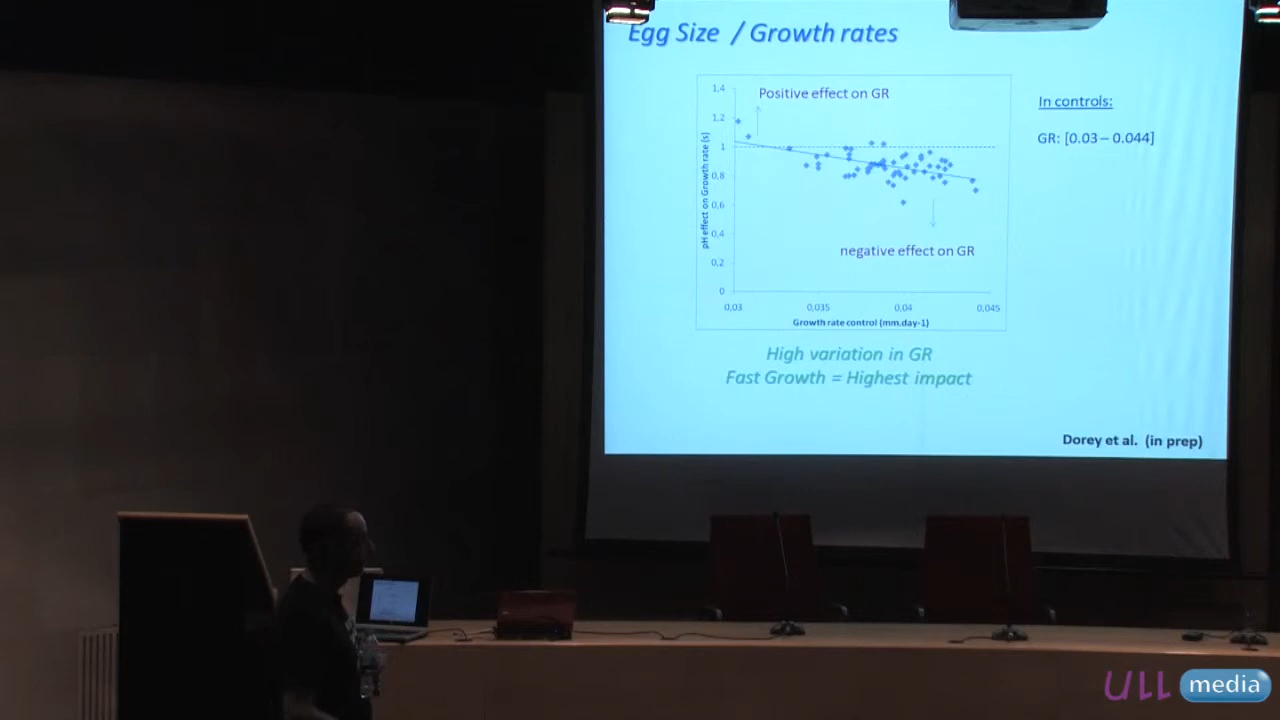 Egg Size / Growth rates
Positive effect on GR
In controls:
GR: [0.03 – 0.044]
negative effect on GR
1,4
1,2
1
0,8
0,6
0,4
0,2
0
pH effect on Growth rate (s)
0,03
0,035
0,04
0,045
Growth rate control (mm.day-1)
High variation in GR
Fast Growth = Highest impact
Dorey et al. (in prep)
ULL media